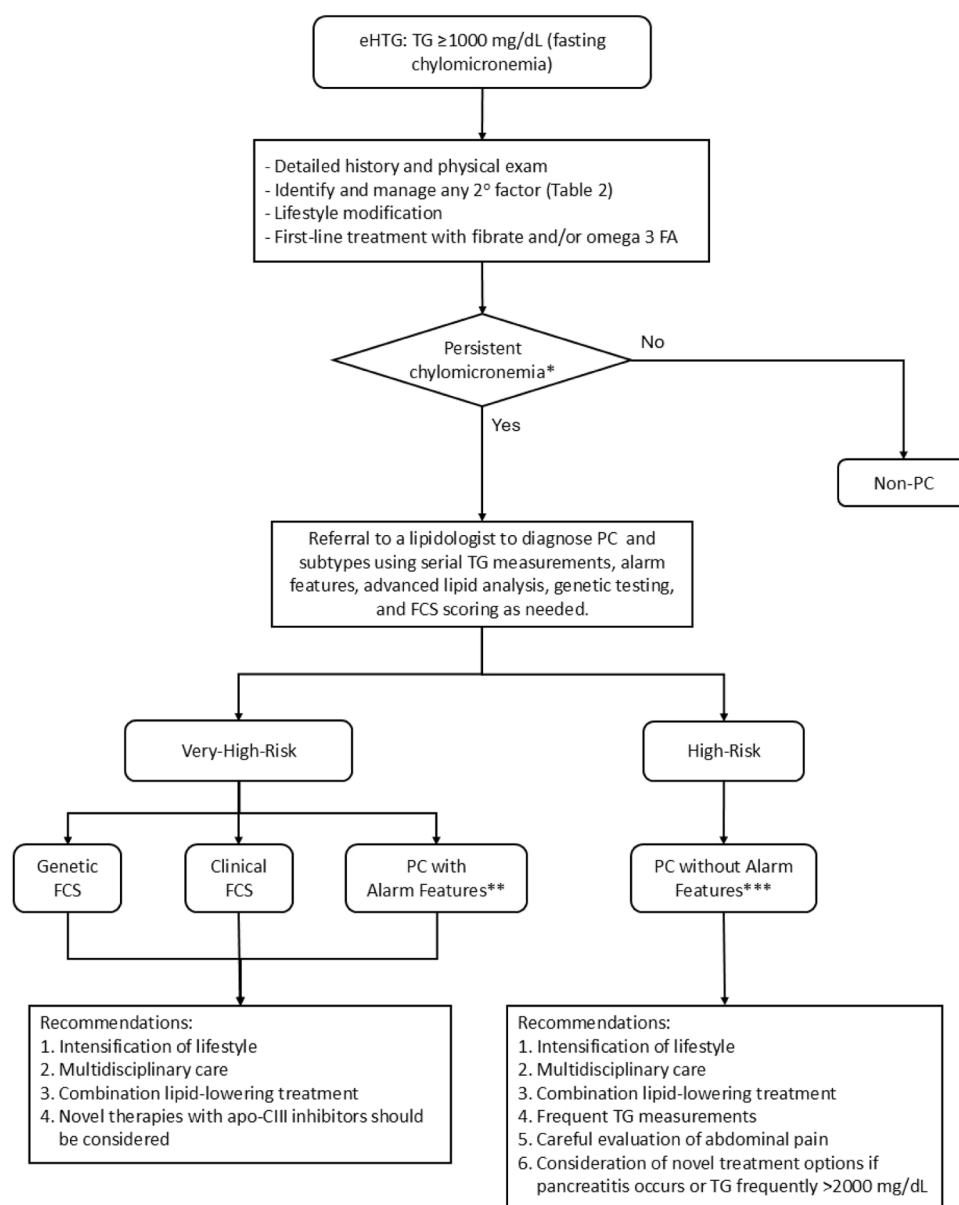 eHTG: TG ≥1000 mg/dL (fasting
chylomicronemia)
- Detailed history and physical exam
- Identify and manage any 2° factor (Table 2)
- Lifestyle modification
- First-line treatment with fibrate and/or omega 3 FA
Persistent
chylomicronemia*
No
Yes
Non-PC
Referral to a lipidologist to diagnose PC and
subtypes using serial TG measurements, alarm
features, advanced lipid analysis, genetic testing,
and FCS scoring as needed.
Very-High-Risk
High-Risk
Genetic
FCS
Clinical
FCS
PC with
Alarm Features**
PC without Alarm
Features***
Recommendations:
1. Intensification of lifestyle
2. Multidisciplinary care
3. Combination lipid-lowering treatment
4. Novel therapies with apo-CIII inhibitors should
be considered
Recommendations:
1. Intensification of lifestyle
2. Multidisciplinary care
3. Combination lipid-lowering treatment
4. Frequent TG measurements
5. Careful evaluation of abdominal pain
6. Consideration of novel treatment options if
pancreatitis occurs or TG frequently >2000 mg/dL